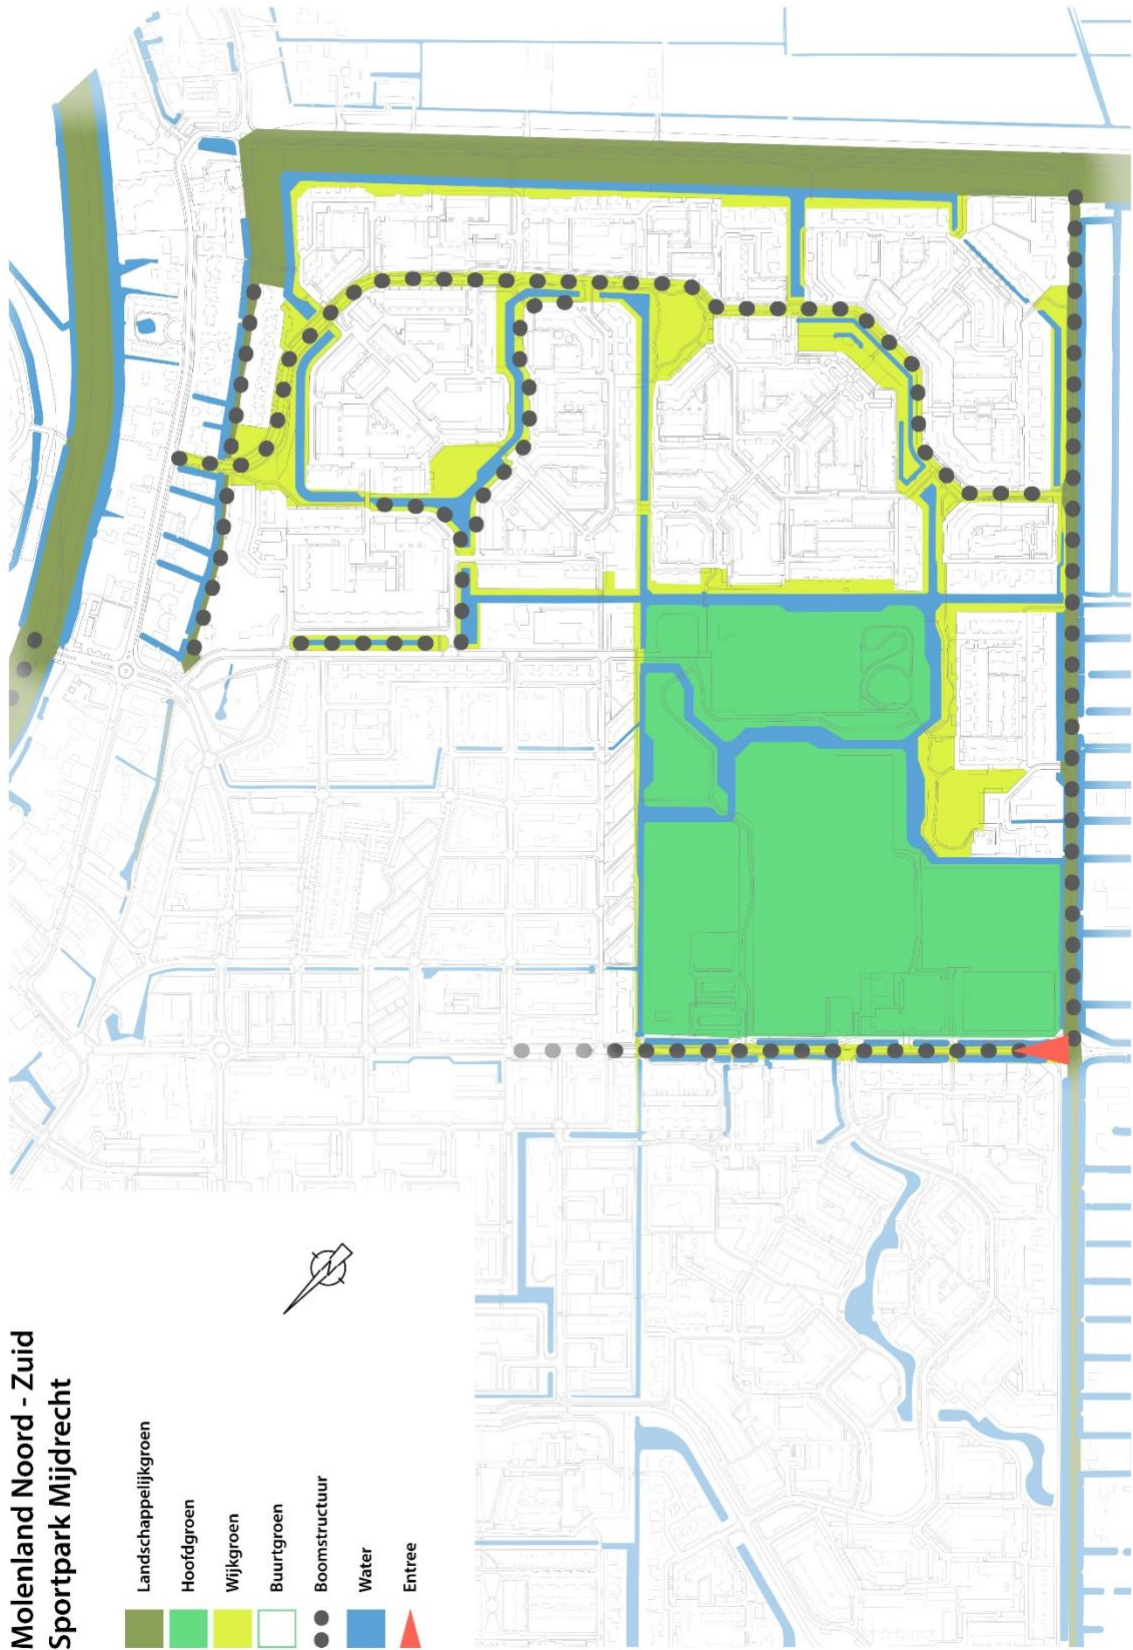 Molenland Noord - Zuid
Sportpark Mijdrecht
Landschappelijkgroen
Hoofdgroen
Wijkgroen
Buurtgroen
Boomstructuur
Water
Entree